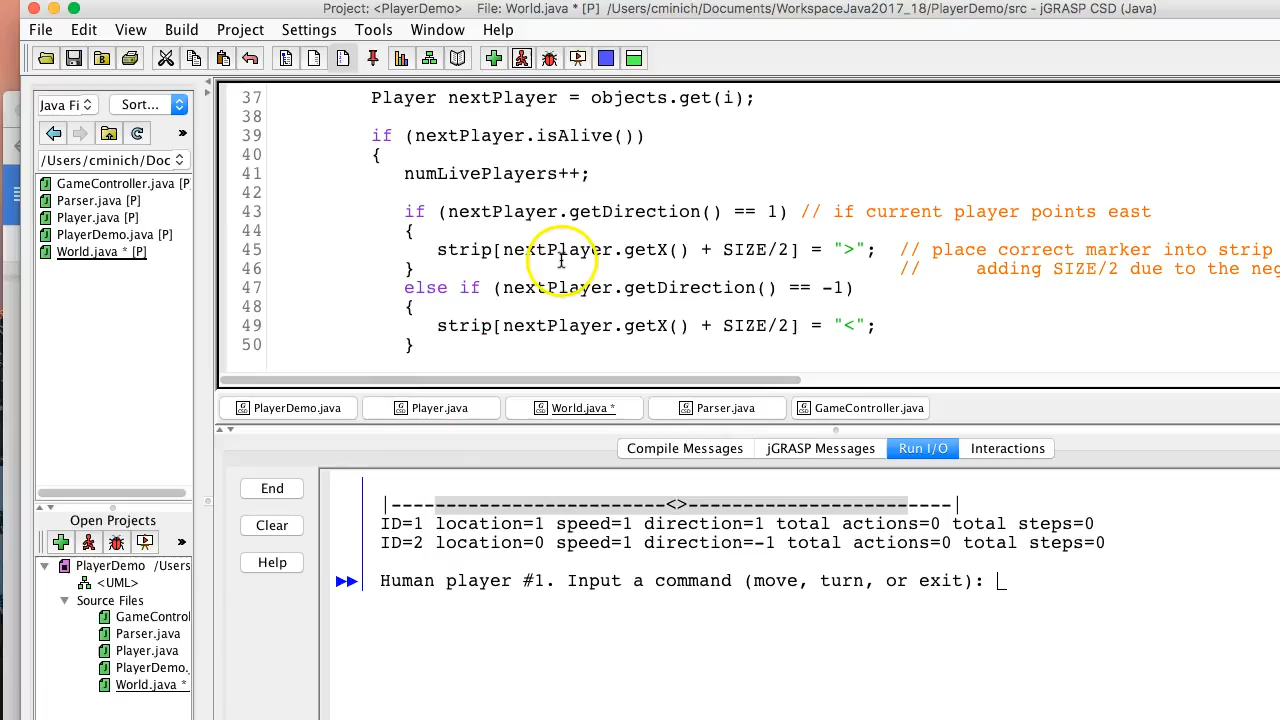 Project: <PlayerDemo>   File: World.java * [P]  /Users/cminich/Documents/WorkspaceJava2017_18/PlayerDemo/src - jGRASP CSD (Java)
File Edit View Build Project Settings Tools Window Help
Java Fi Sort...
/Users/cminich/Doc
GameController.java [P
Parser.java [P]
Player.java [P]
PlayerDemo.java [P]
World.java * [P]
37 Player nextPlayer = objects.get(i);
38
39 if (nextPlayer.isAlive())
40 {
41 numLivePlayers++;
42
43 if (nextPlayer.getDirection() == 1) // if current player points east
44 {
45 strip[nextPlayer.getX() + SIZE/2] = ">";  // place correct marker into strip
46 } //     adding SIZE/2 due to the neg
47 else if (nextPlayer.getDirection() == -1)
48 {
49 strip[nextPlayer.getX() + SIZE/2] = "<";
50 }
PlayerDemo.java Player.java World.java * Parser.java GameController.java
Compile Messages jGRASP Messages Run I/O Interactions
End
Clear
Help
|-------------------------<>------------------------|
ID=1 location=1 speed=1 direction=1 total actions=0 total steps=0
ID=2 location=0 speed=1 direction=-1 total actions=0 total steps=0
Human player #1. Input a command (move, turn, or exit):
Open Projects
PlayerDemo /Users
<UML>
Source Files
GameControl
Parser.java
Player.java
PlayerDemo.
World.java *